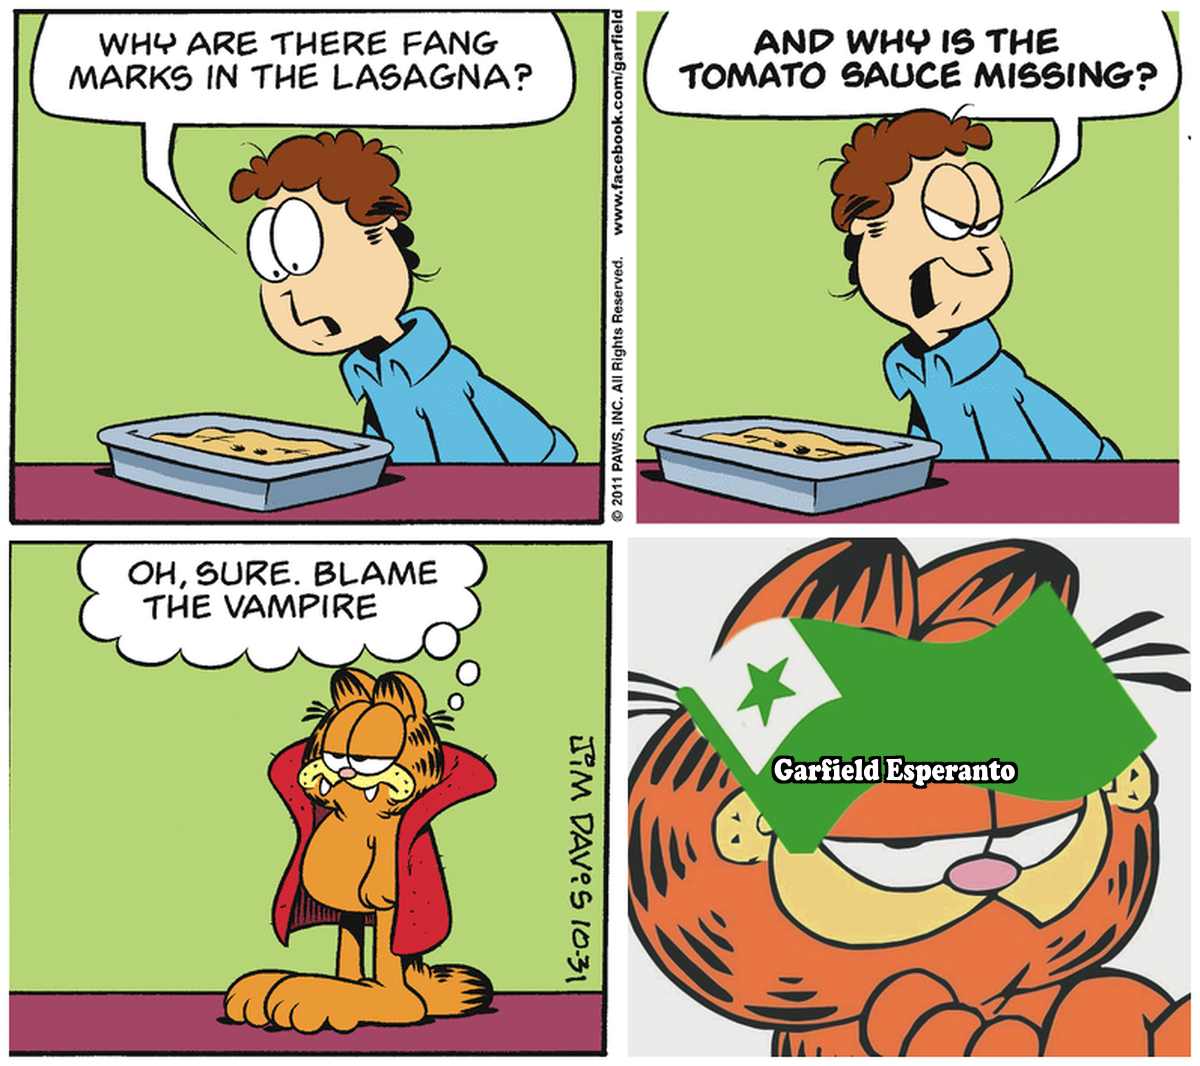 WHY ARE THERE FANG
MARKS IN THE LASAGNA?
© 2011 PAWS, INC. All Rights Reserved. www.facebook.com/garfield
AND WHY IS THE
TOMATO SAUCE MISSING?
OH, SURE. BLAME
THE VAMPIRE
JIM DAVIS 10-31
Garfield Esperanto